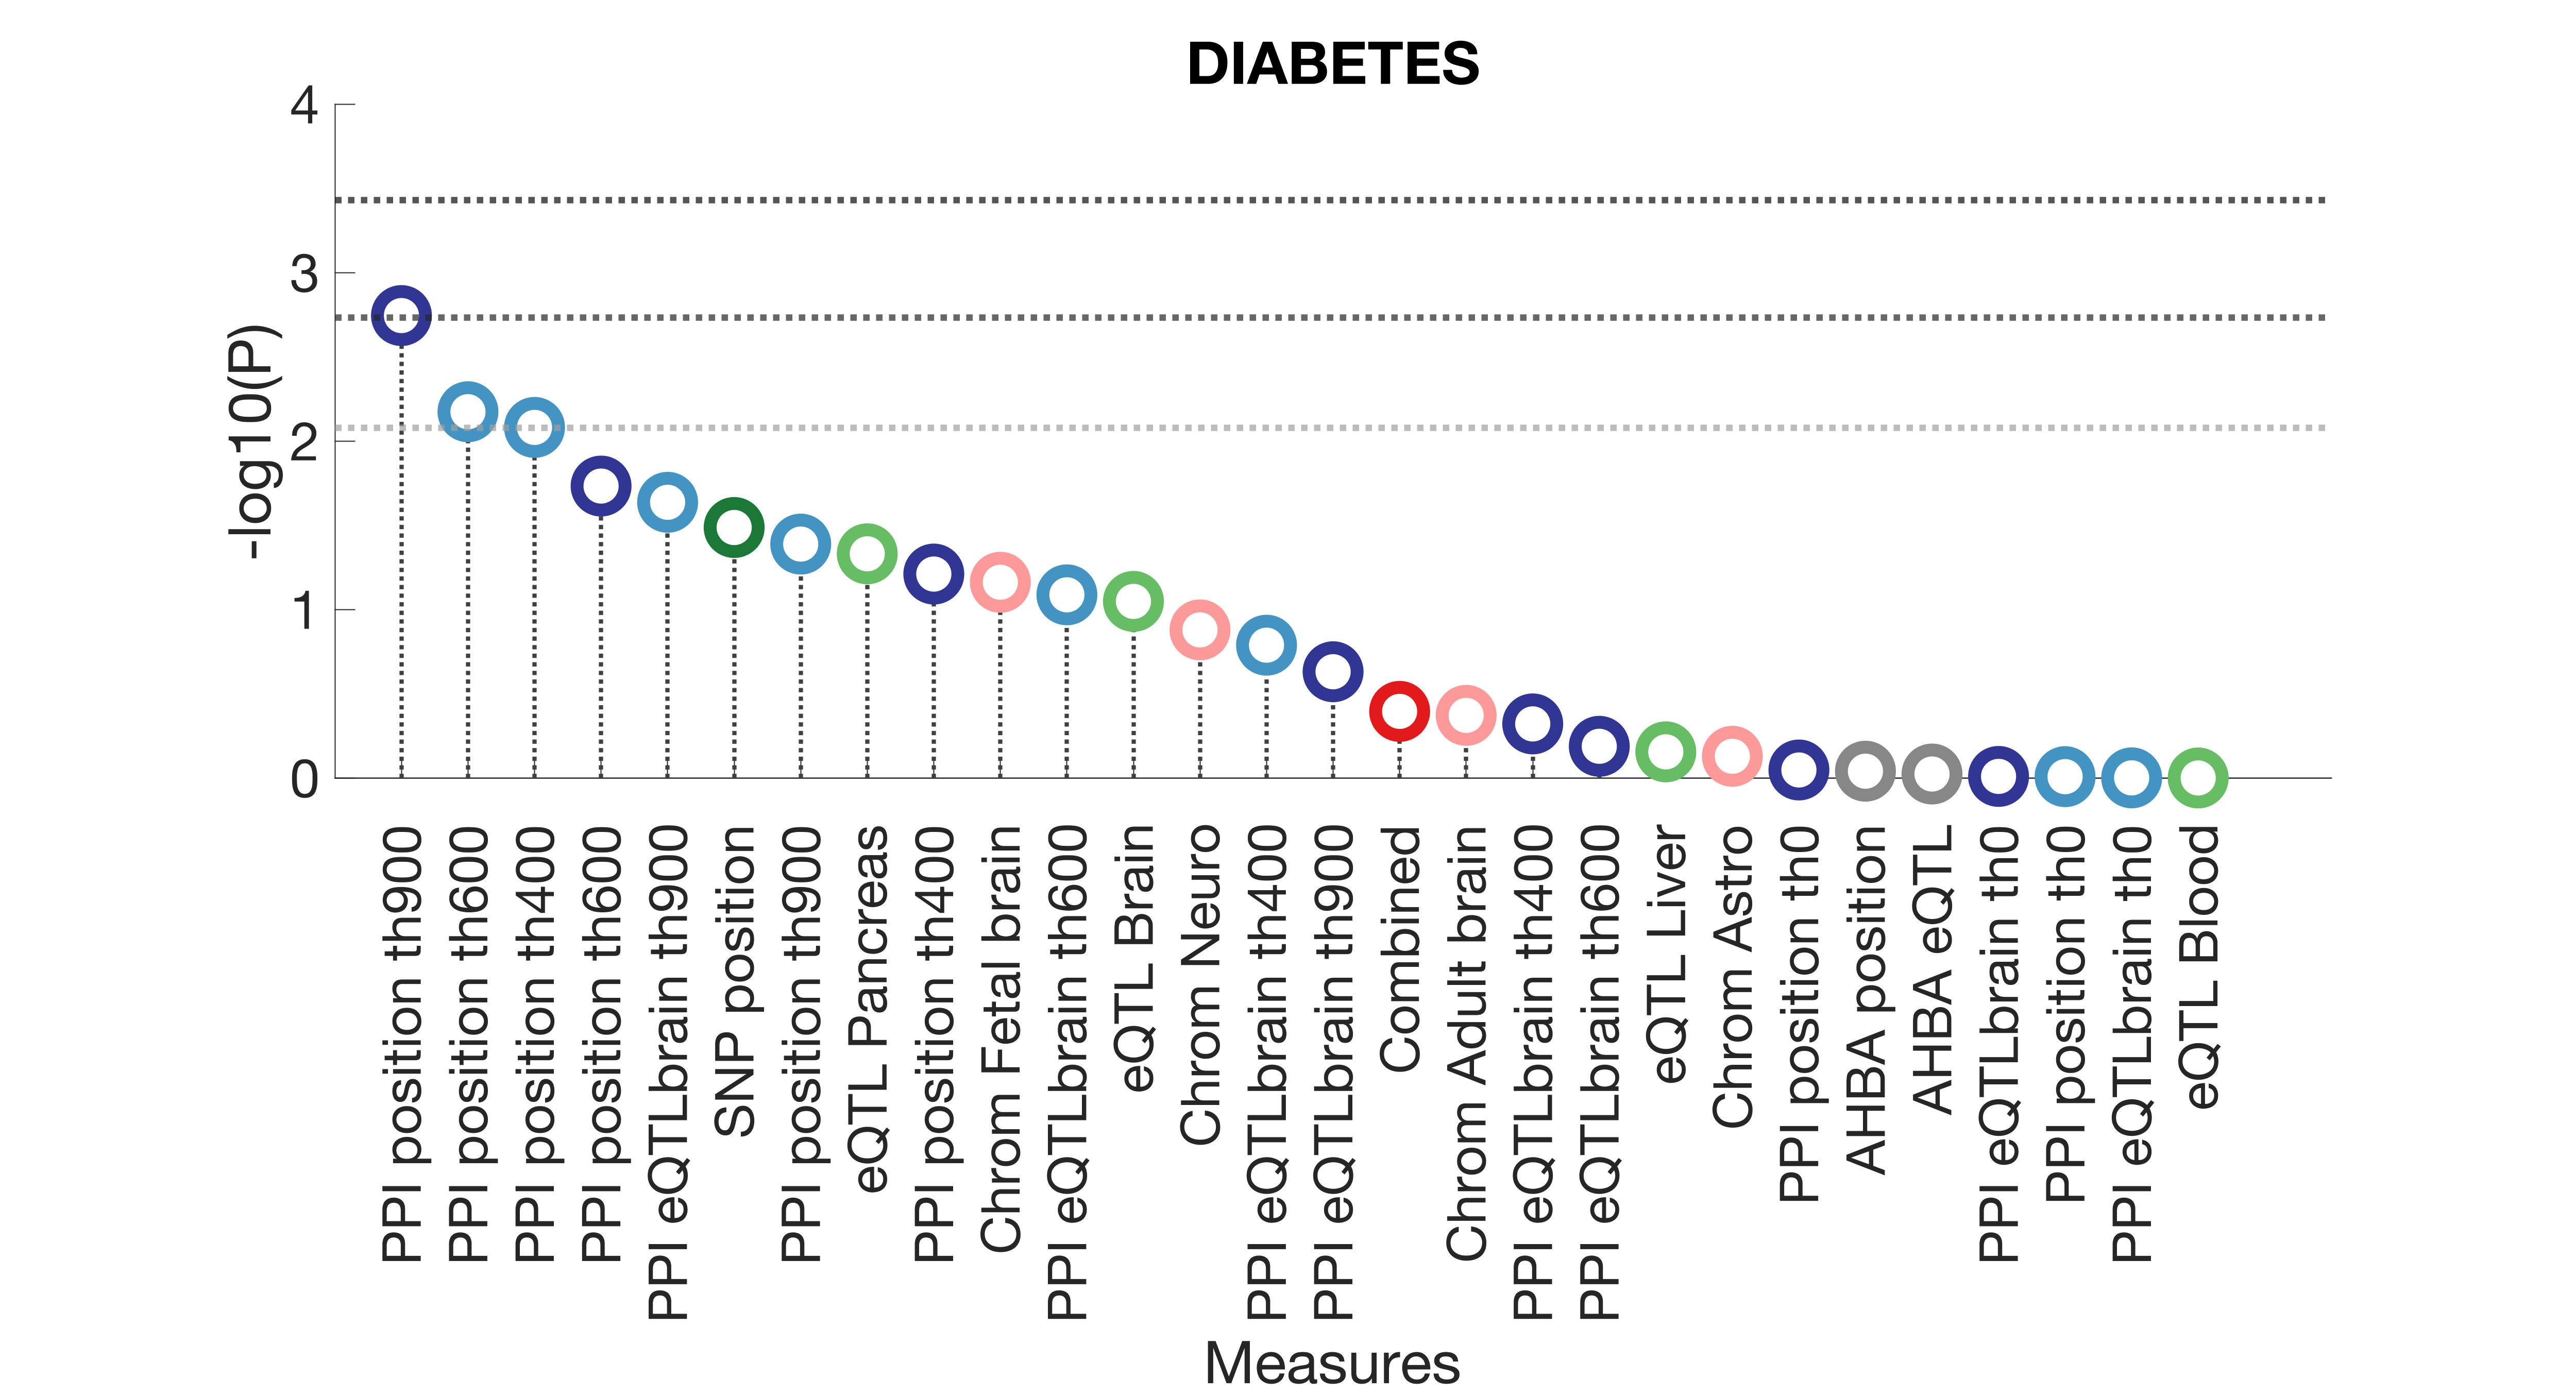 DIABETES
4
3
2
1
0
-log10(P)
PPI position th900
PPI position th600
PPI position th400
PPI position th600
PPI eQTLbrain th900
SNP position
PPI position th900
eQTL Pancreas
PPI position th400
Chrom Fetal brain
PPI eQTLbrain th600
eQTL Brain
Chrom Neuro
PPI eQTLbrain th400
PPI eQTLbrain th900
Combined
Chrom Adult brain
PPI eQTLbrain th400
PPI eQTLbrain th600
eQTL Liver
Chrom Astro
PPI position th0
AHBA position
AHBA eQTL
PPI eQTLbrain th0
PPI position th0
PPI eQTLbrain th0
eQTL Blood
Measures